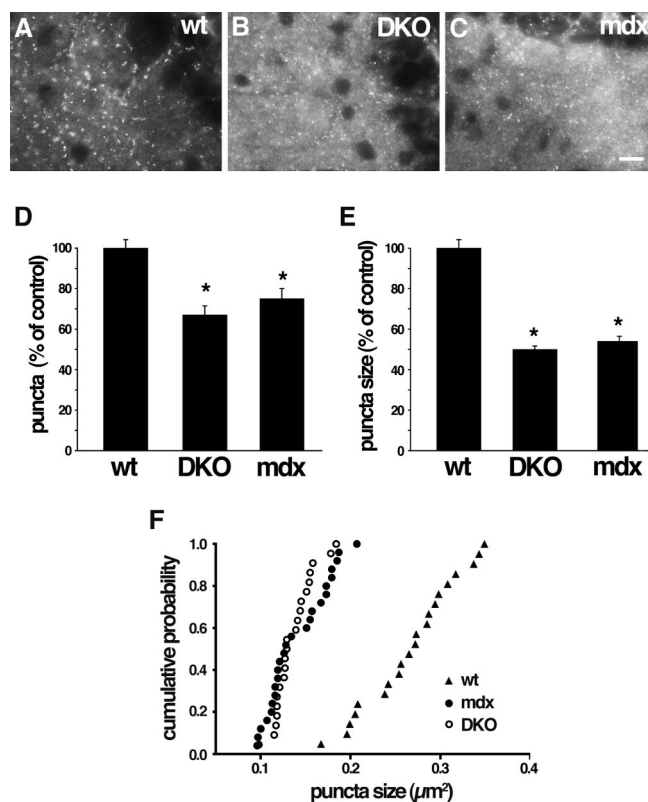 A wt
B DKO
C mdx
D
puncta (% of control)
100
80
60
40
20
0
*
*
wt DKO mdx
E
puncta size (% of control)
100
80
60
40
20
0
*
*
wt DKO mdx
F
cumulative probability
1.0
0.8
0.6
0.4
0.2
0.0
wt
mdx
DKO
0.1 0.2 0.3 0.4
puncta size (µm²)